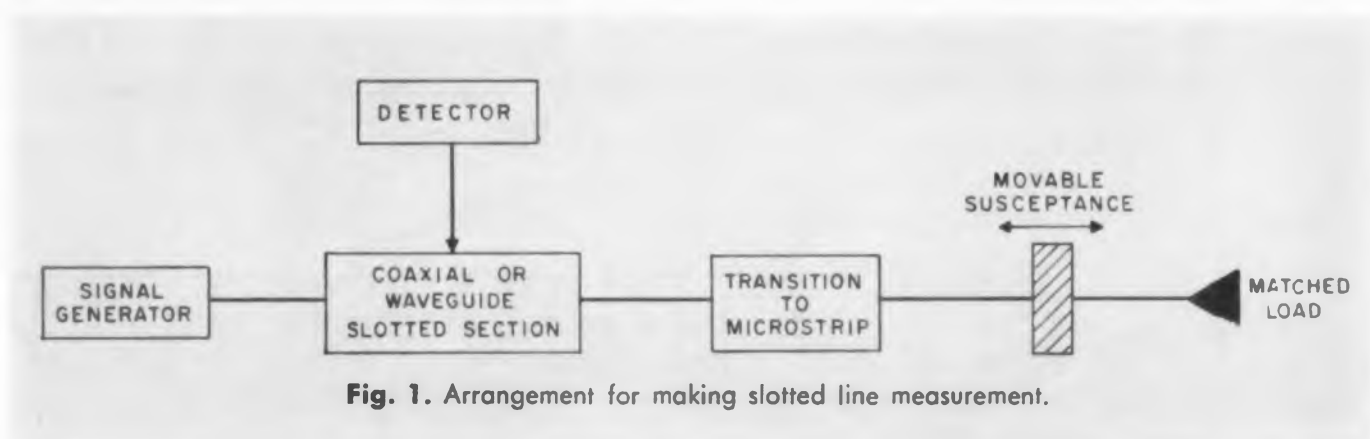 DETECTOR
MOVABLE
SUSCEPTANCE
SIGNAL
GENERATOR
COAXIAL OR
WAVEGUIDE
SLOTTED SECTION
TRANSITION
TO
MICROSTRIP
MATCHED
LOAD
Fig. 1. Arrangement for making slotted line measurement.